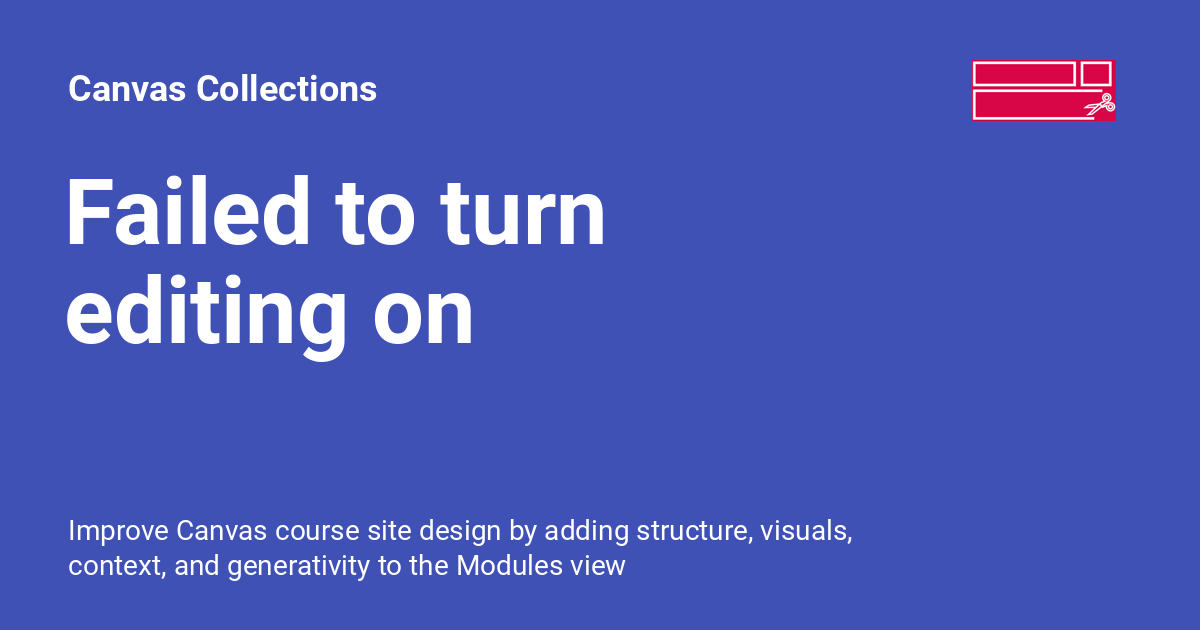 Canvas Collections
Failed to turn
editing on
Improve Canvas course site design by adding structure, visuals,
context, and generativity to the Modules view